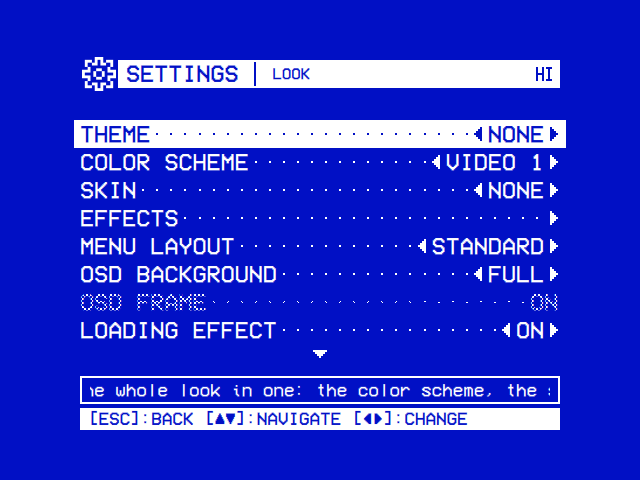 SETTINGS | LOOK HI
THEME NONE
COLOR SCHEME VIDEO 1
SKIN NONE
EFFECTS
MENU LAYOUT STANDARD
OSD BACKGROUND FULL
OSD FRAME ON
LOADING EFFECT ON
whole look in one: the color scheme, the
[ESC]:BACK [▲▼]:NAVIGATE [◀▶]:CHANGE